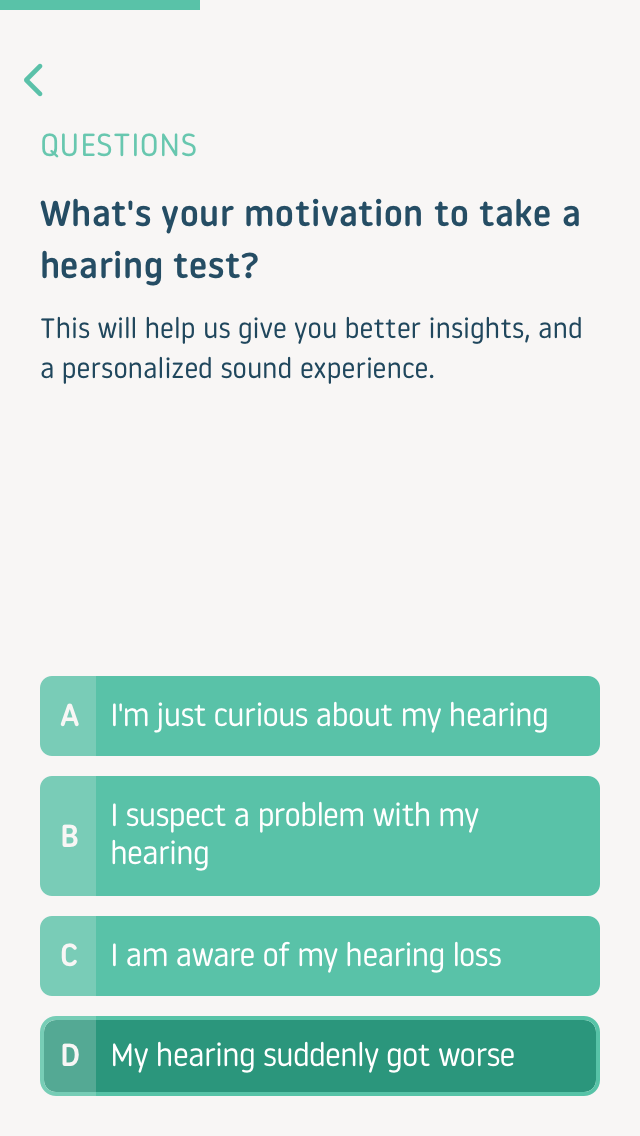 QUESTIONS
What's your motivation to take a
hearing test?
This will help us give you better insights, and
a personalized sound experience.
A I'm just curious about my hearing
B I suspect a problem with my
hearing
C I am aware of my hearing loss
D My hearing suddenly got worse